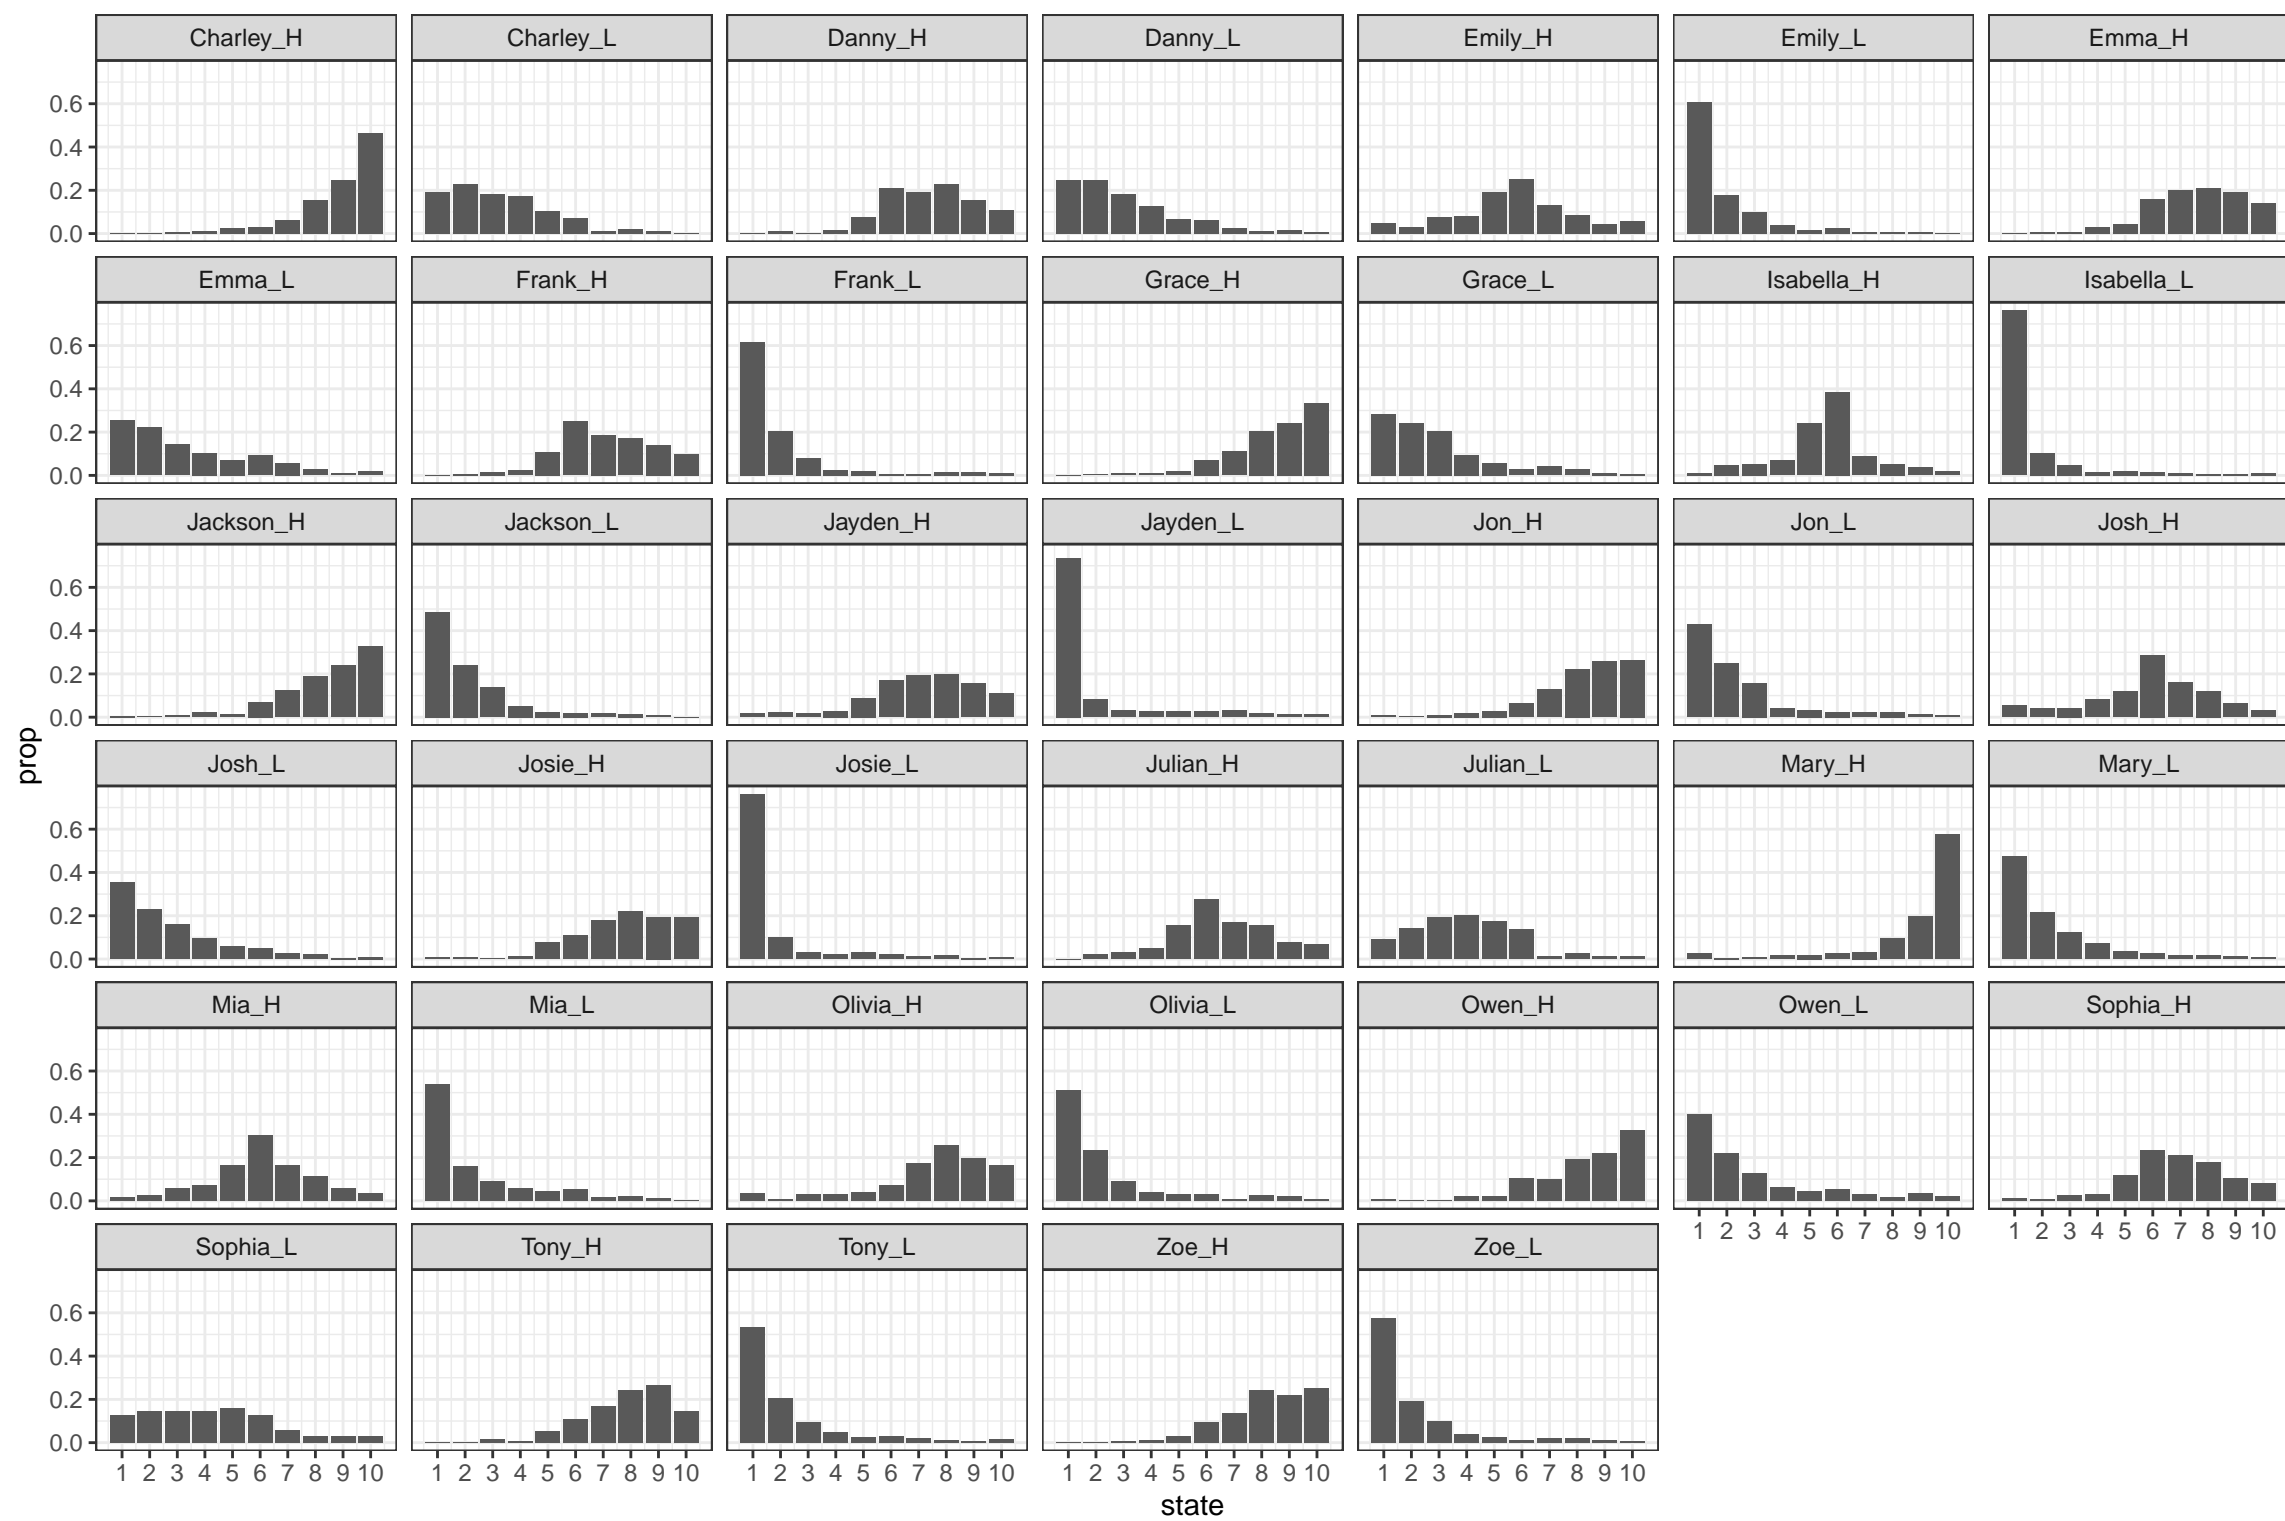 Charley_H Charley_L Danny_H Danny_L Emily_H Emily_L Emma_H
0.6
0.4
0.2
0.0
Emma_L Frank_H Frank_L Grace_H Grace_L Isabella_H Isabella_L
0.6
0.4
0.2
0.0
Jackson_H Jackson_L Jayden_H Jayden_L Jon_H Jon_L Josh_H
0.6
0.4
0.2
0.0
prop
Josh_L Josie_H Josie_L Julian_H Julian_L Mary_H Mary_L
0.6
0.4
0.2
0.0
Mia_H Mia_L Olivia_H Olivia_L Owen_H Owen_L Sophia_H
0.6
0.4
0.2
0.0
1 2 3 4 5 6 7 8 9 10 1 2 3 4 5 6 7 8 9 10
Sophia_L Tony_H Tony_L Zoe_H Zoe_L
0.6
0.4
0.2
0.0
1 2 3 4 5 6 7 8 9 10 1 2 3 4 5 6 7 8 9 10 1 2 3 4 5 6 7 8 9 10 1 2 3 4 5 6 7 8 9 10 1 2 3 4 5 6 7 8 9 10
state